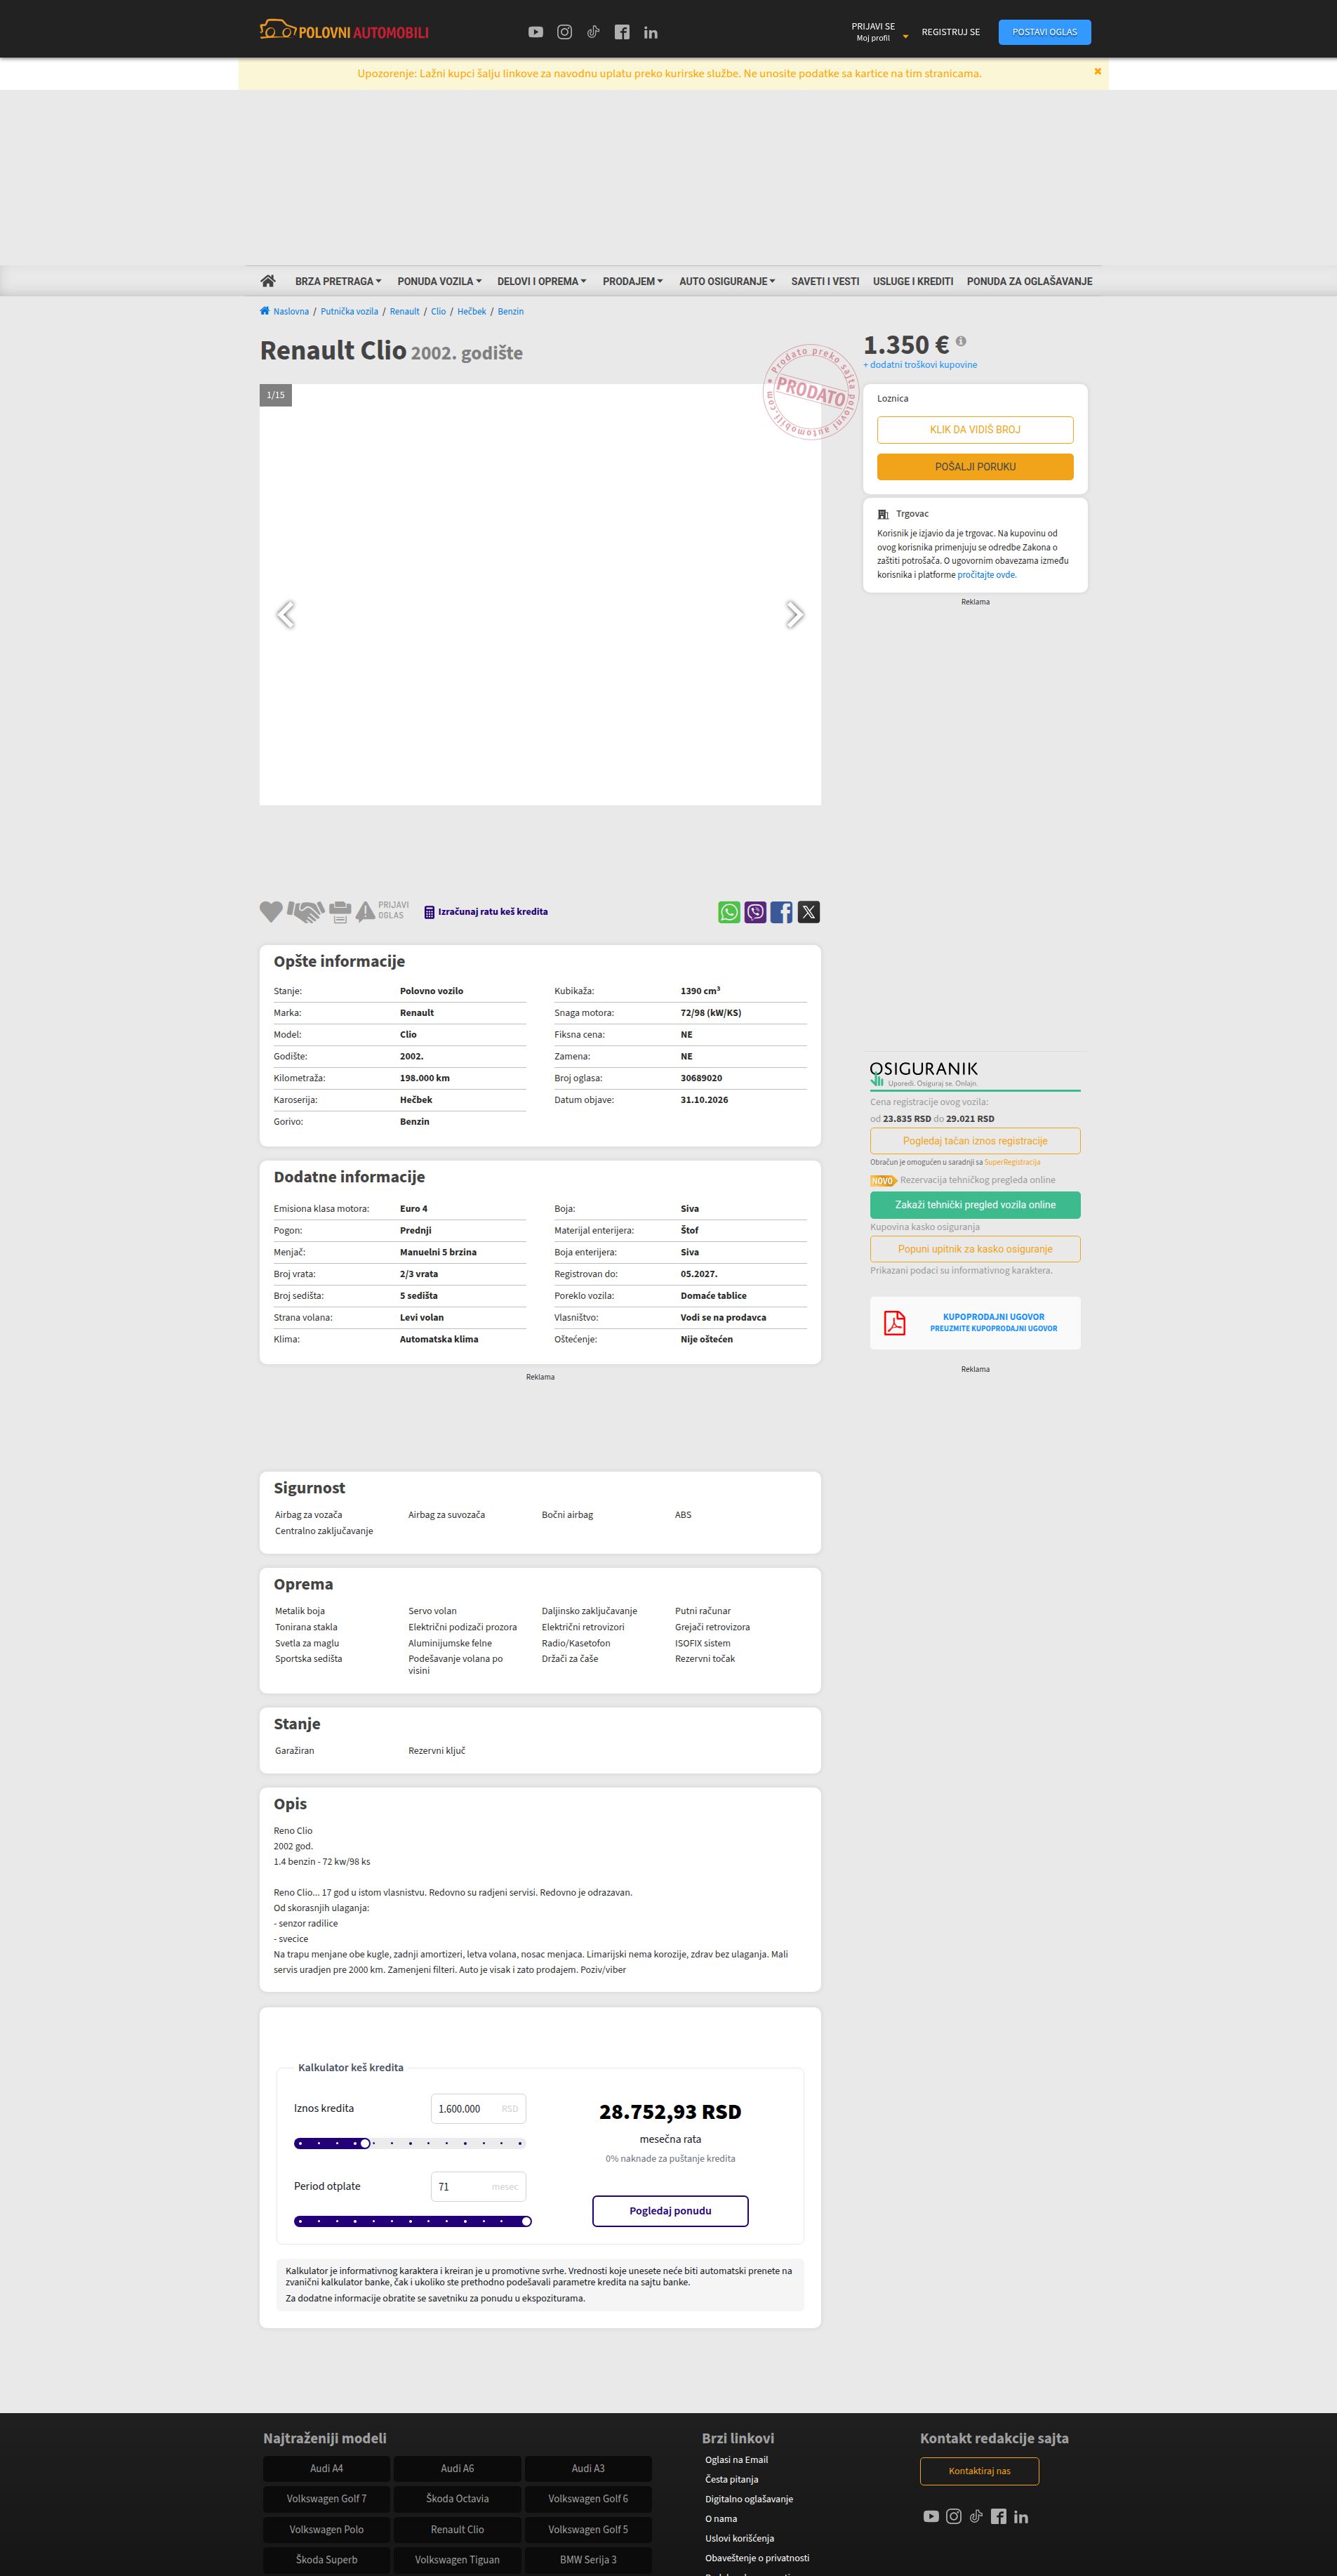 POLOVNI AUTOMOBILI
PRIJAVI SE
Moj profil
REGISTRUJ SE
POSTAVI OGLAS
Upozorenje: Lažni kupci šalju linkove za navodnu uplatu preko kurirske službe. Ne unosite podatke sa kartice na tim stranicama.
BRZA PRETRAGA PONUDA VOZILA DELOVI I OPREMA PRODAJEM AUTO OSIGURANJE SAVETI I VESTI USLUGE I KREDITI PONUDA ZA OGLAŠAVANJE
Naslovna / Putnička vozila / Renault / Clio / Hečbek / Benzin
Renault Clio 2002. godište
1.350 €
+ dodatni troškovi kupovine
1/15
Prodato preko sajta
PRODATO
polovni automobili.com
Loznica
KLIK DA VIDIŠ BROJ
POŠALJI PORUKU
Trgovac
Korisnik je izjavio da je trgovac. Na kupovinu od
ovog korisnika primenjuju se odredbe Zakona o
zaštiti potrošača. O ugovornim obavezama između
korisnika i platforme pročitajte ovde.
Reklama
PRIJAVI
OGLAS
Izračunaj ratu keš kredita
Opšte informacije
Stanje: Polovno vozilo
Marka: Renault
Model: Clio
Godište: 2002.
Kilometraža: 198.000 km
Karoserija: Hečbek
Gorivo: Benzin
Kubikaža: 1390 cm³
Snaga motora: 72/98 (kW/KS)
Fiksna cena: NE
Zamena: NE
Broj oglasa: 30689020
Datum objave: 31.10.2026
OSIGURANIK
Uporedi. Osiguraj se. Onlajn.
Cena registracije ovog vozila:
od 23.835 RSD do 29.021 RSD
Pogledaj tačan iznos registracije
Obračun je omogućen u saradnji sa SuperRegistracija
NOVO Rezervacija tehničkog pregleda online
Zakaži tehnički pregled vozila online
Kupovina kasko osiguranja
Popuni upitnik za kasko osiguranje
Prikazani podaci su informativnog karaktera.
KUPOPRODAJNI UGOVOR
PREUZMITE KUPOPRODAJNI UGOVOR
Reklama
Dodatne informacije
Emisiona klasa motora: Euro 4
Pogon: Prednji
Menjač: Manuelni 5 brzina
Broj vrata: 2/3 vrata
Broj sedišta: 5 sedišta
Strana volana: Levi volan
Klima: Automatska klima
Boja: Siva
Materijal enterijera: Štof
Boja enterijera: Siva
Registrovan do: 05.2027.
Poreklo vozila: Domaće tablice
Vlasništvo: Vodi se na prodavca
Oštećenje: Nije oštećen
Reklama
Sigurnost
Airbag za vozača Airbag za suvozača Bočni airbag ABS
Centralno zaključavanje
Oprema
Metalik boja Servo volan Daljinsko zaključavanje Putni računar
Tonirana stakla Električni podizači prozora Električni retrovizori Grejači retrovizora
Svetla za maglu Aluminijumske felne Radio/Kasetofon ISOFIX sistem
Sportska sedišta Podešavanje volana po Držači za čaše Rezervni točak
visini
Stanje
Garažiran Rezervni ključ
Opis
Reno Clio
2002 god.
1.4 benzin - 72 kw/98 ks
Reno Clio... 17 god u istom vlasnistvu. Redovno su radjeni servisi. Redovno je odrazavan.
Od skorasnjih ulaganja:
- senzor radilice
- svecice
Na trapu menjane obe kugle, zadnji amortizeri, letva volana, nosac menjaca. Limarijski nema korozije, zdrav bez ulaganja. Mali
servis uradjen pre 2000 km. Zamenjeni filteri. Auto je visak i zato prodajem. Poziv/viber
Kalkulator keš kredita
Iznos kredita 1.600.000 RSD
Period otplate 71 mesec
28.752,93 RSD
mesečna rata
0% naknade za puštanje kredita
Pogledaj ponudu
Kalkulator je informativnog karaktera i kreiran je u promotivne svrhe. Vrednosti koje unesete neće biti automatski prenete na
zvanični kalkulator banke, čak i ukoliko ste prethodno podešavali parametre kredita na sajtu banke.
Za dodatne informacije obratite se savetniku za ponudu u ekspoziturama.
Najtraženiji modeli
Audi A4 Audi A6 Audi A3
Volkswagen Golf 7 Škoda Octavia Volkswagen Golf 6
Volkswagen Polo Renault Clio Volkswagen Golf 5
Škoda Superb Volkswagen Tiguan BMW Serija 3
Brzi linkovi
Oglasi na Email
Česta pitanja
Digitalno oglašavanje
O nama
Uslovi korišćenja
Obaveštenje o privatnosti
Kontakt redakcije sajta
Kontaktiraj nas